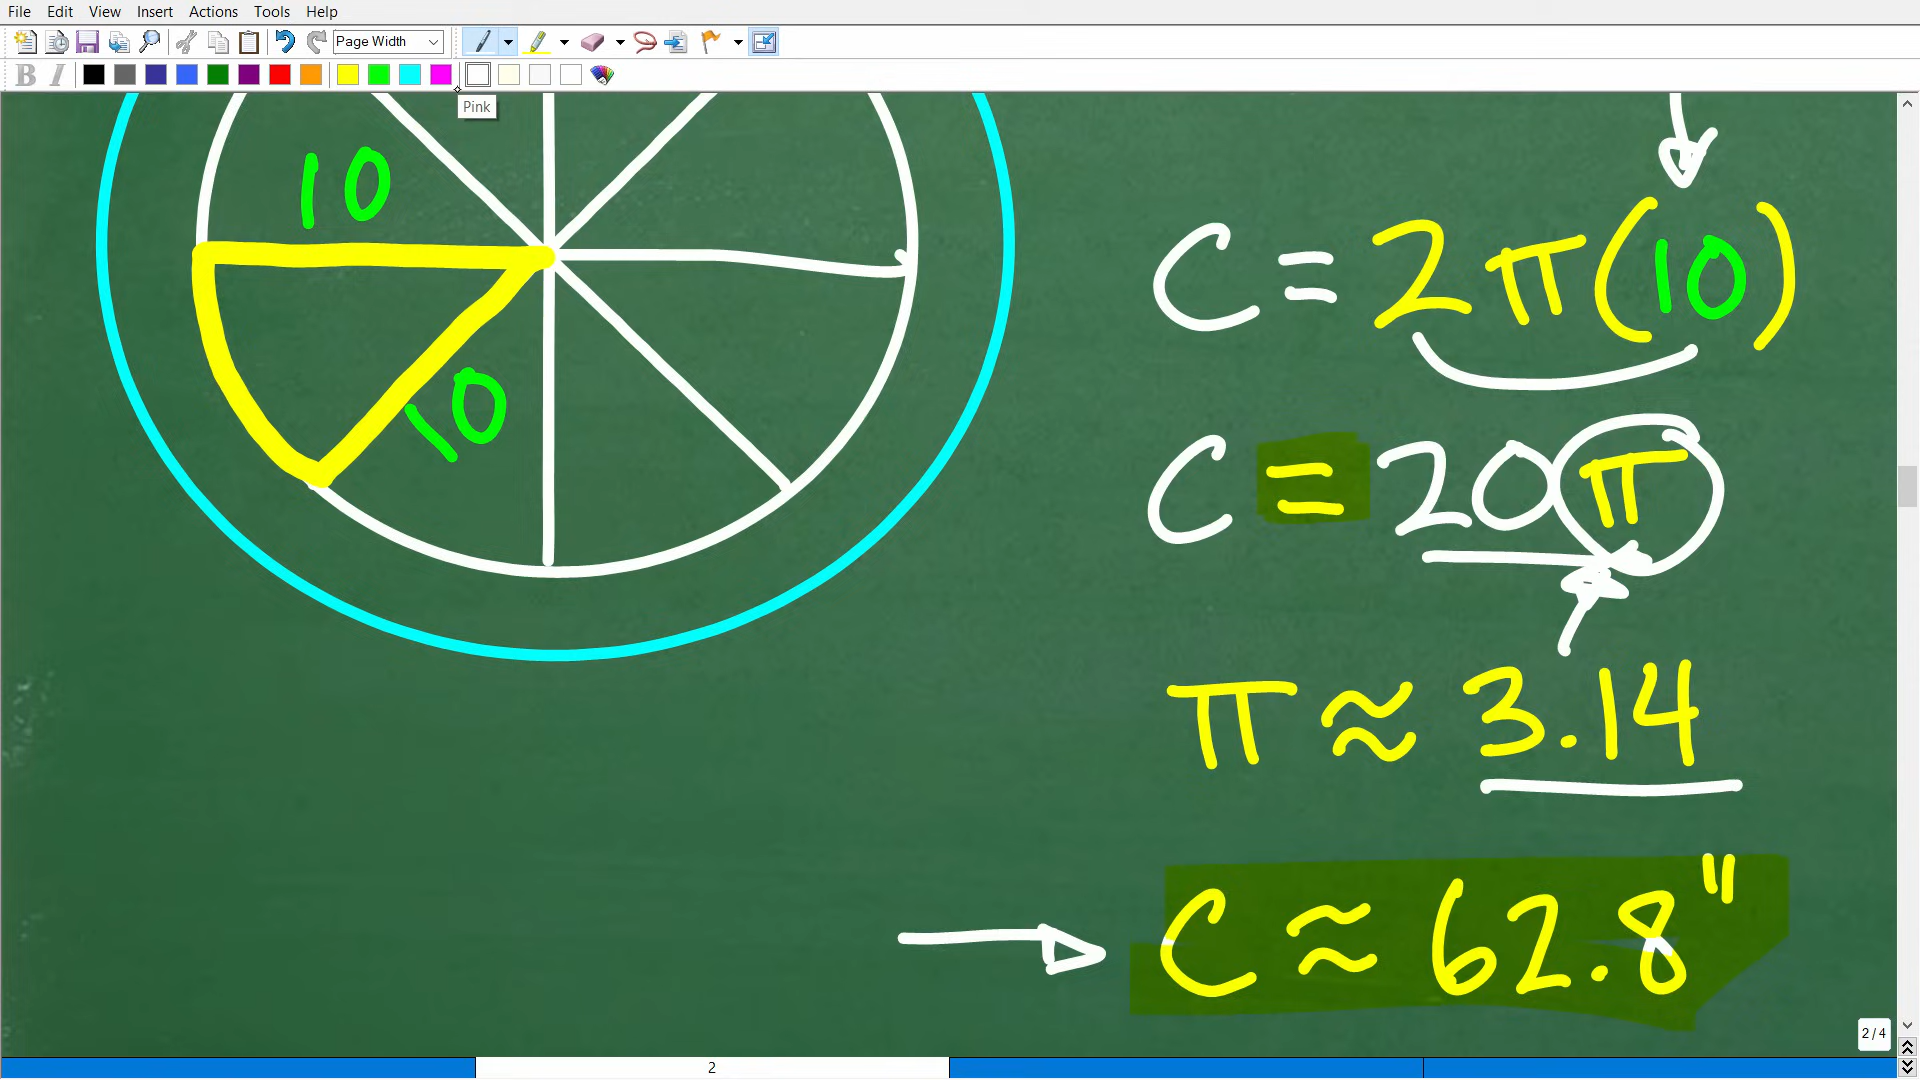 File Edit View Insert Actions Tools Help
Page Width
B I
Pink
10
10
C = 2π(10)
C = 20π
π ≈ 3.14
C ≈ 62.8"
2 / 4
2